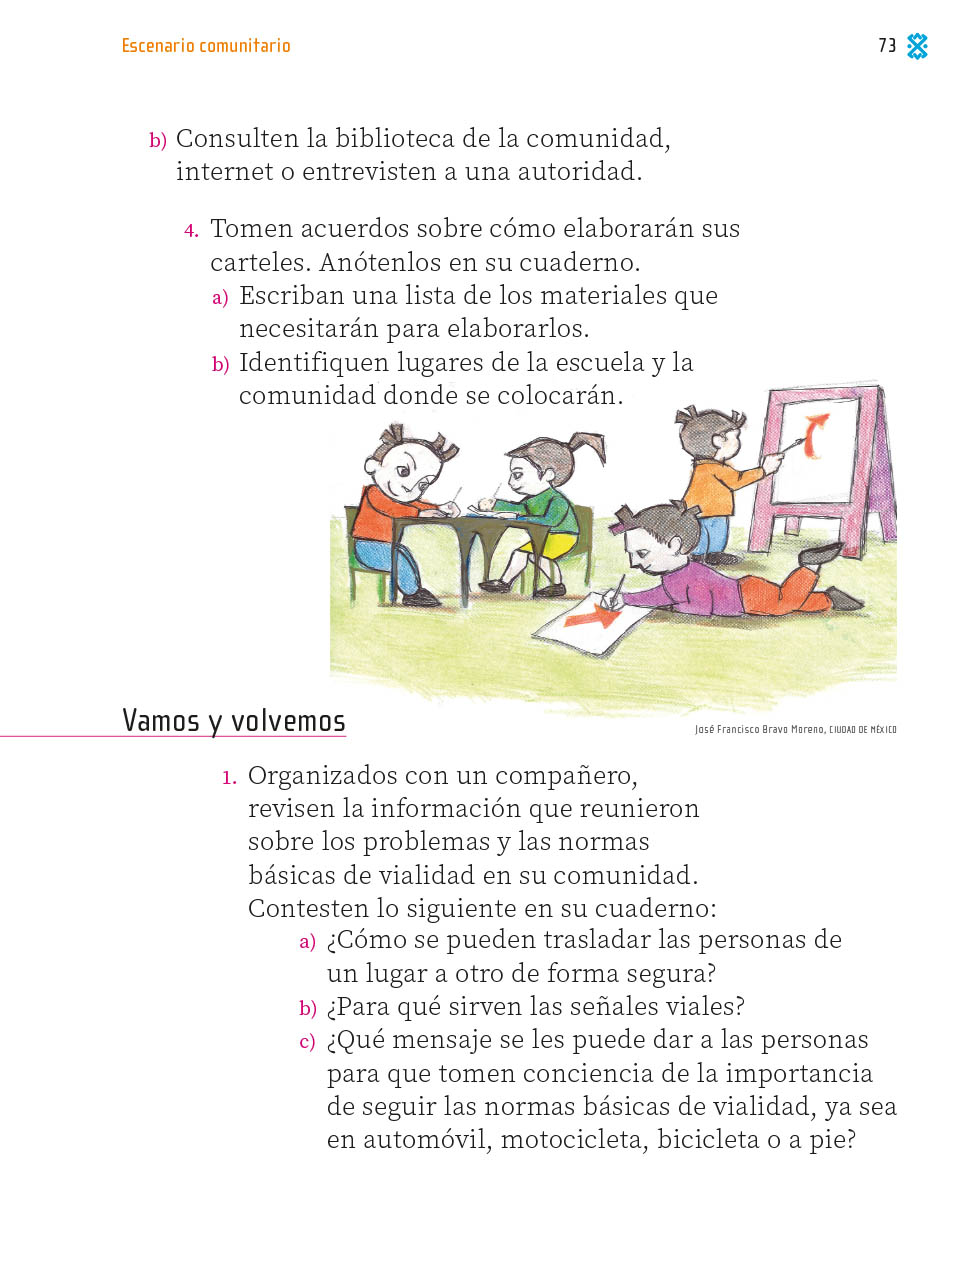 Escenario comunitario
73
b) Consulten la biblioteca de la comunidad,
internet o entrevisten a una autoridad.
4. Tomen acuerdos sobre cómo elaborarán sus
carteles. Anótenlos en su cuaderno.
a) Escriban una lista de los materiales que
necesitarán para elaborarlos.
b) Identifiquen lugares de la escuela y la
comunidad donde se colocarán.
Vamos y volvemos
José Francisco Bravo Moreno, CIUDAD DE MÉXICO
1. Organizados con un compañero,
revisen la información que reunieron
sobre los problemas y las normas
básicas de vialidad en su comunidad.
Contesten lo siguiente en su cuaderno:
a) ¿Cómo se pueden trasladar las personas de
un lugar a otro de forma segura?
b) ¿Para qué sirven las señales viales?
c) ¿Qué mensaje se les puede dar a las personas
para que tomen conciencia de la importancia
de seguir las normas básicas de vialidad, ya sea
en automóvil, motocicleta, bicicleta o a pie?